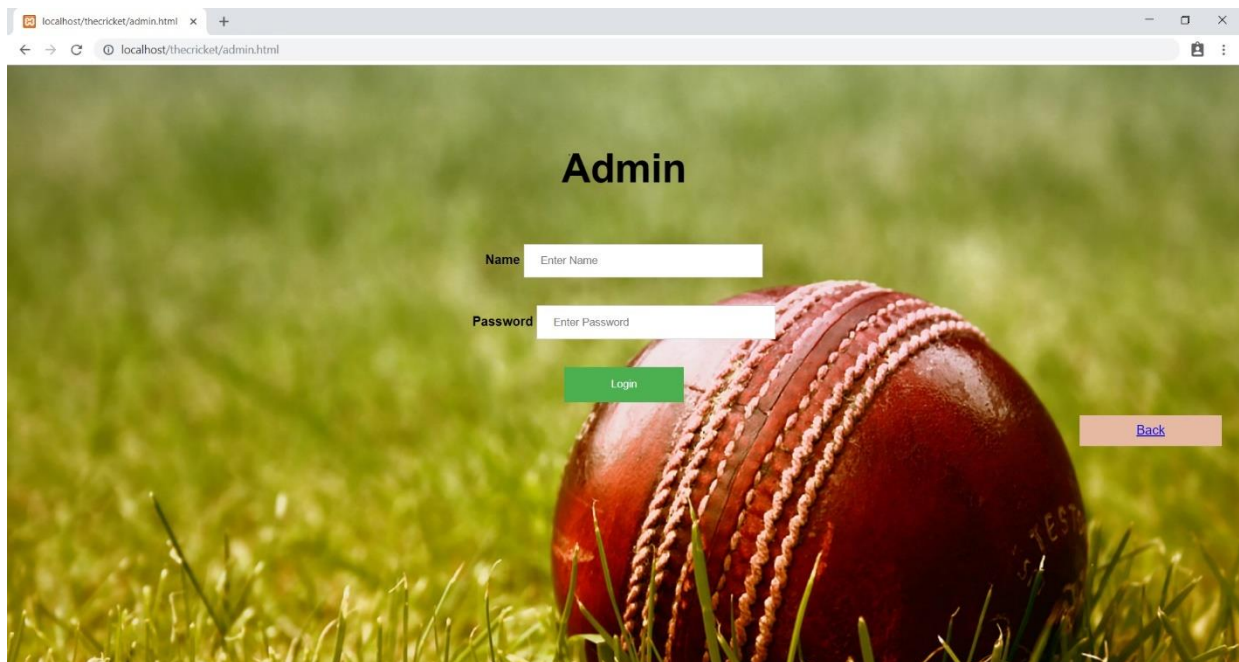 localhost/thecricket/admin.html
localhost/thecricket/admin.html
Admin
Name Enter Name
Password Enter Password
Login
Back